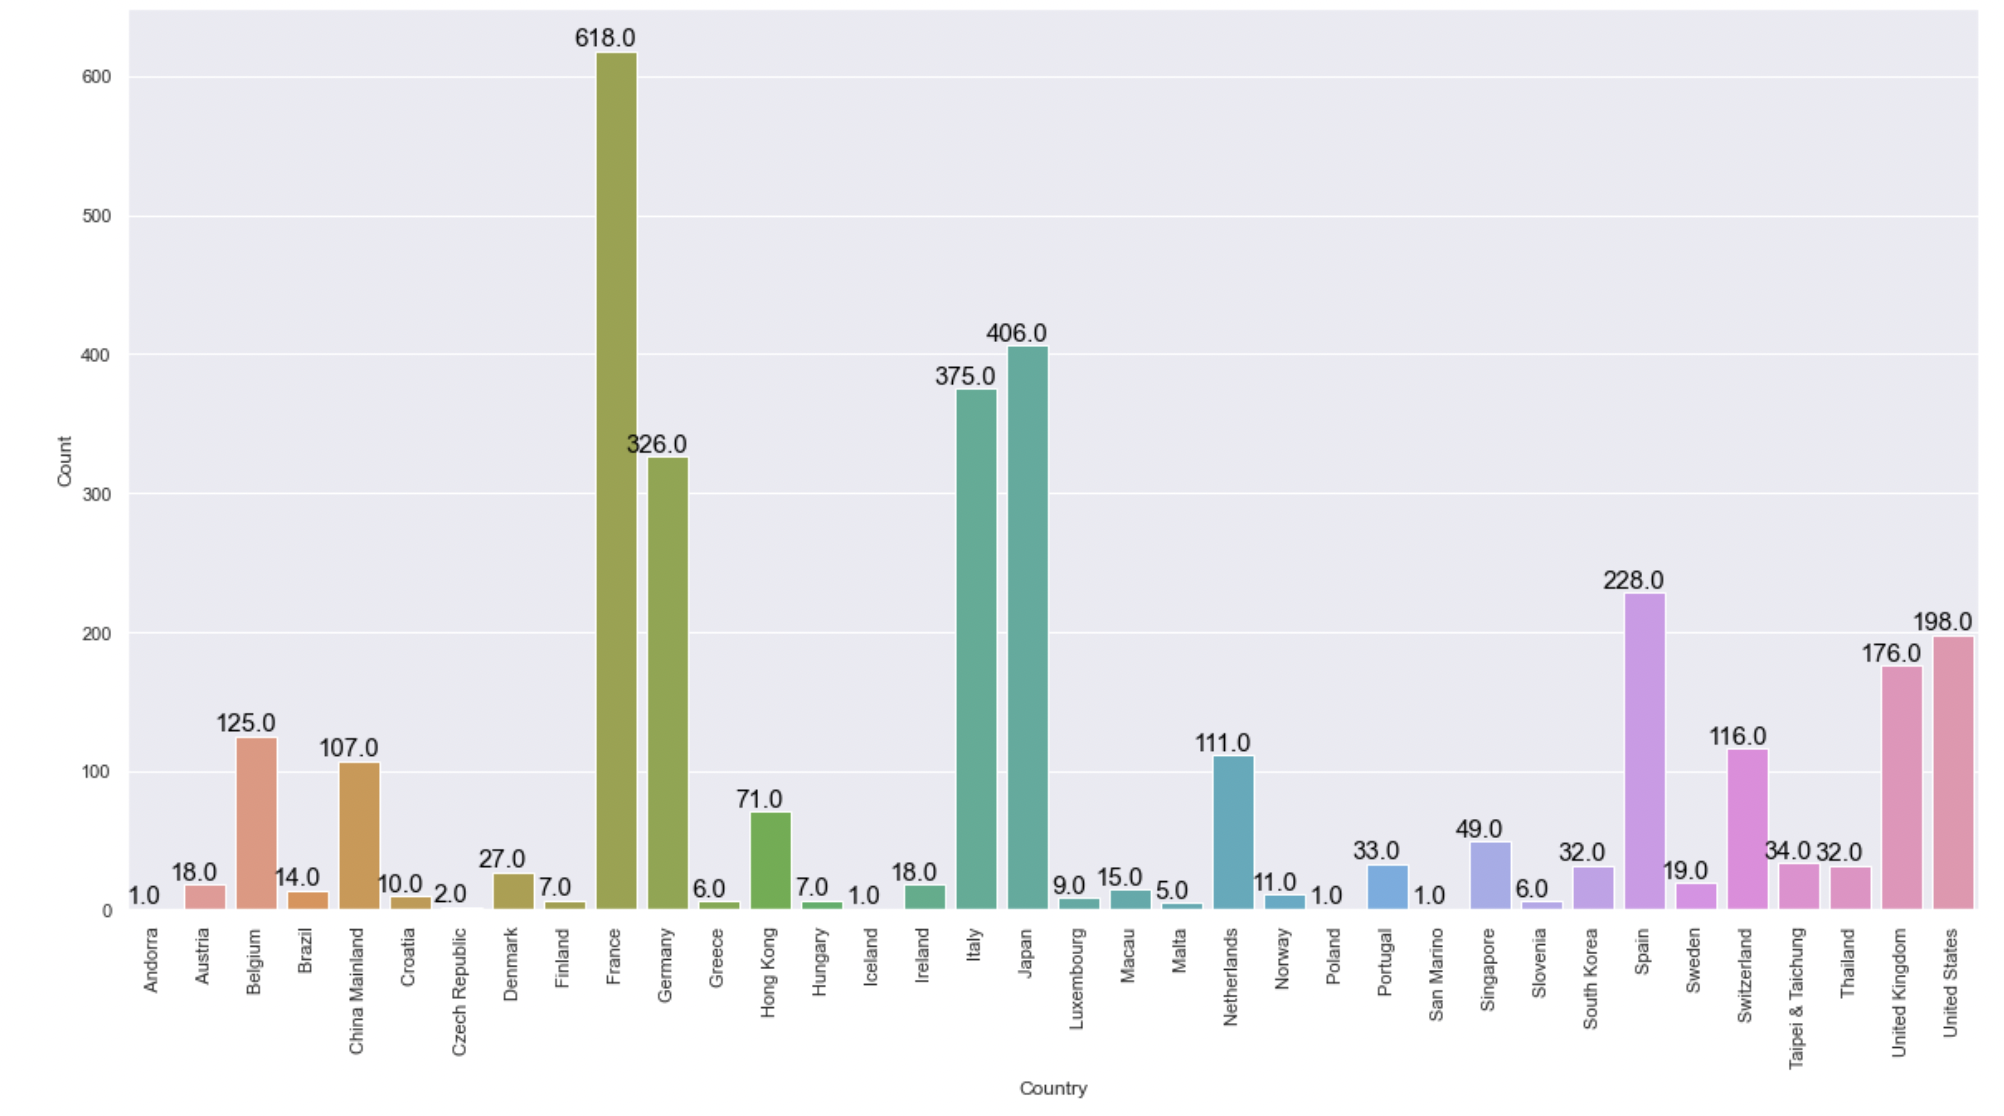 618.0
600
500
406.0
400
375.0
326.0
Count
300
228.0
200
198.0
176.0
125.0
116.0
111.0
107.0
100
71.0
49.0
34.0
33.0
32.0
32.0
27.0
19.0
18.0
18.0
15.0
14.0
11.0
10.0
9.0
7.0
7.0
6.0
6.0
5.0
2.0
1.0
1.0
1.0
1.0
0
Andorra
Austria
Belgium
Brazil
China Mainland
Croatia
Czech Republic
Denmark
Finland
France
Germany
Greece
Hong Kong
Hungary
Iceland
Ireland
Italy
Japan
Luxembourg
Macau
Malta
Netherlands
Norway
Poland
Portugal
San Marino
Singapore
Slovenia
South Korea
Spain
Sweden
Switzerland
Taipei & Taichung
Thailand
United Kingdom
United States
Country